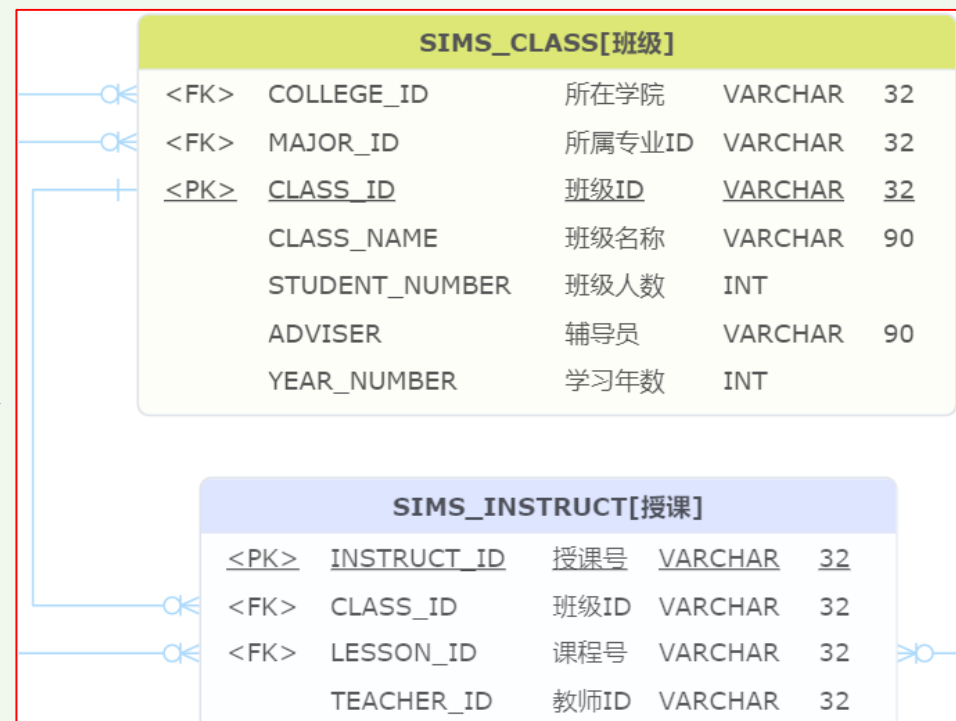 SIMS_CLASS[班级]
<FK> COLLEGE_ID 所在学院 VARCHAR 32
<FK> MAJOR_ID 所属专业ID VARCHAR 32
<PK> CLASS_ID 班级ID VARCHAR 32
CLASS_NAME 班级名称 VARCHAR 90
STUDENT_NUMBER 班级人数 INT
ADVISER 辅导员 VARCHAR 90
YEAR_NUMBER 学习年数 INT
SIMS_INSTRUCT[授课]
<PK> INSTRUCT_ID 授课号 VARCHAR 32
<FK> CLASS_ID 班级ID VARCHAR 32
<FK> LESSON_ID 课程号 VARCHAR 32
TEACHER_ID 教师ID VARCHAR 32